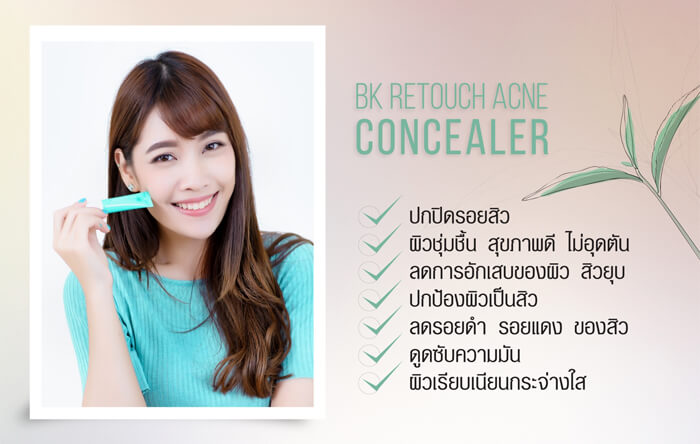 BK RETOUCH ACNE
CONCEALER
ปกปิดรอยสิว
ผิวชุ่มชื้น สุขภาพดี ไม่อุดตัน
ลดการอักเสบของผิว สิวยุบ
ปกป้องผิวเป็นสิว
ลดรอยดำ รอยแดง ของสิว
ดูดซับความมัน
ผิวเรียบเนียนกระจ่างใส